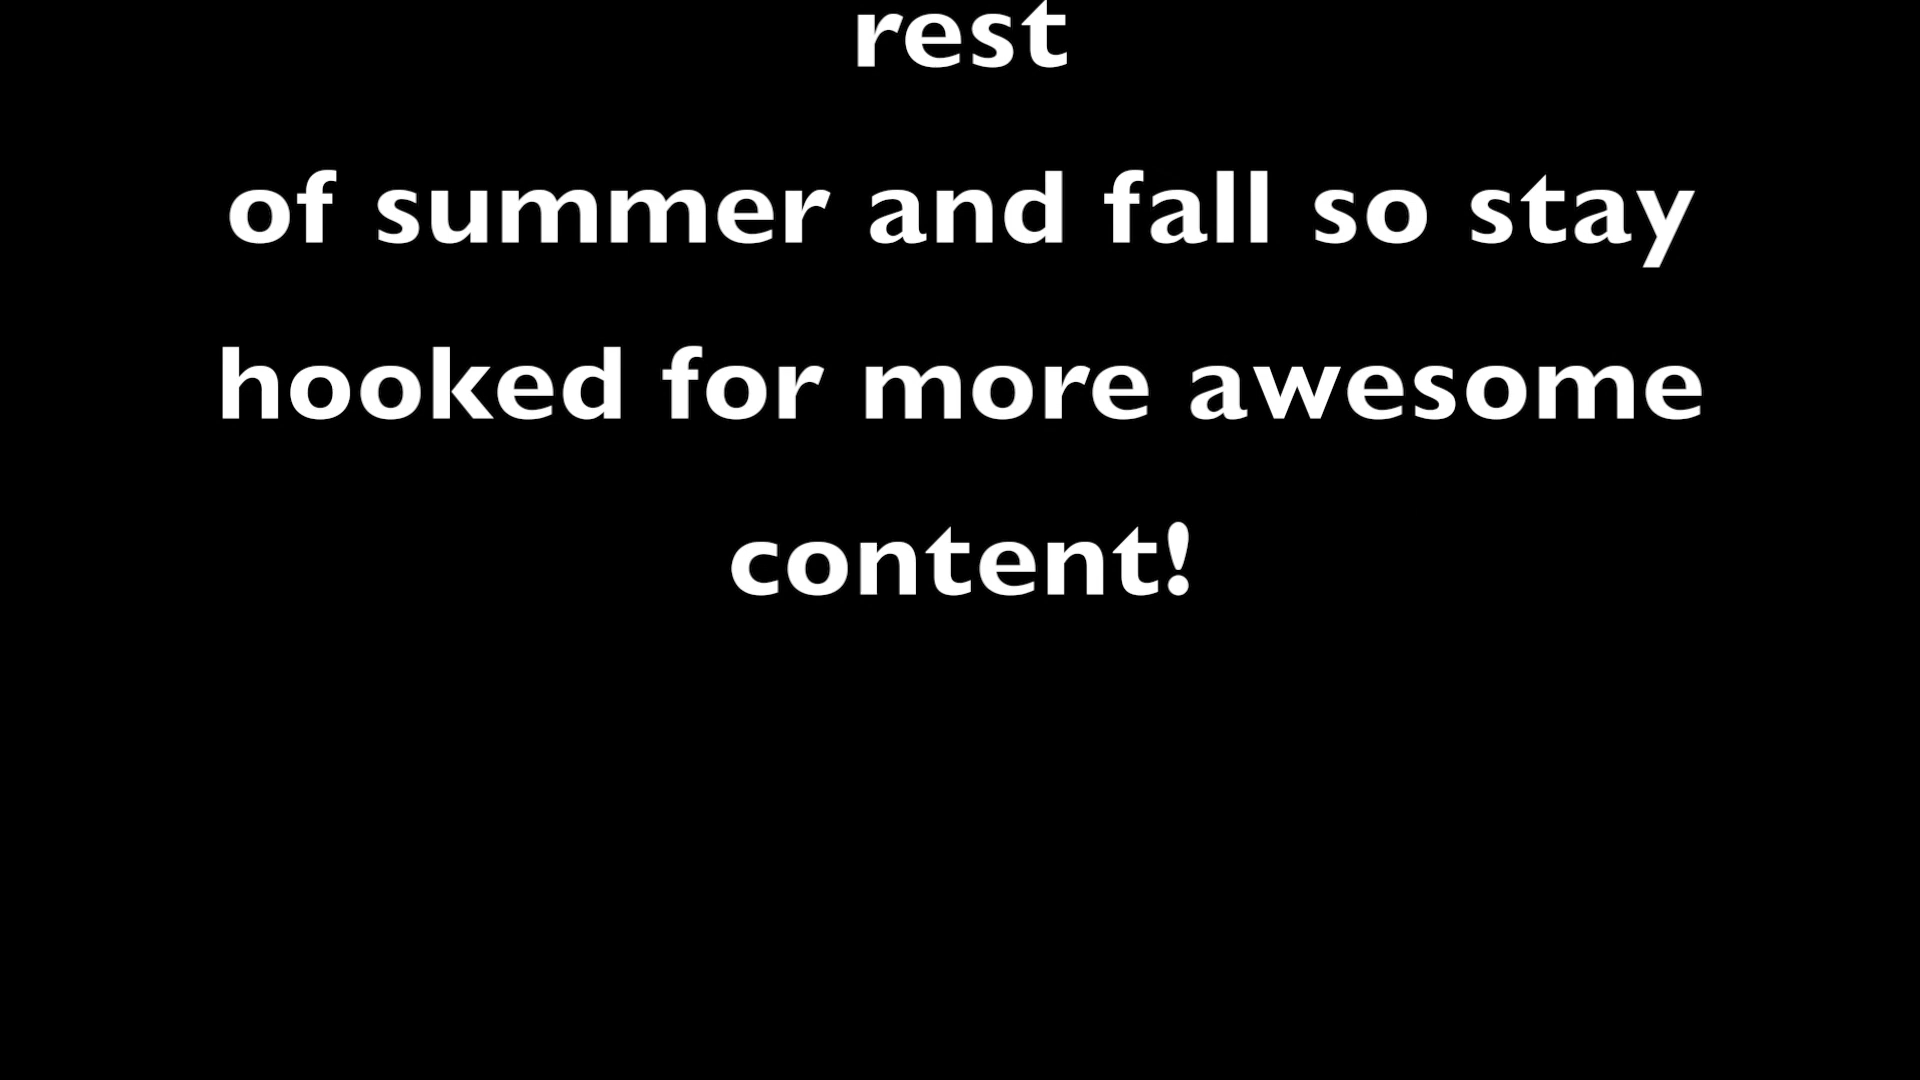 rest
of summer and fall so stay
hooked for more awesome
content!